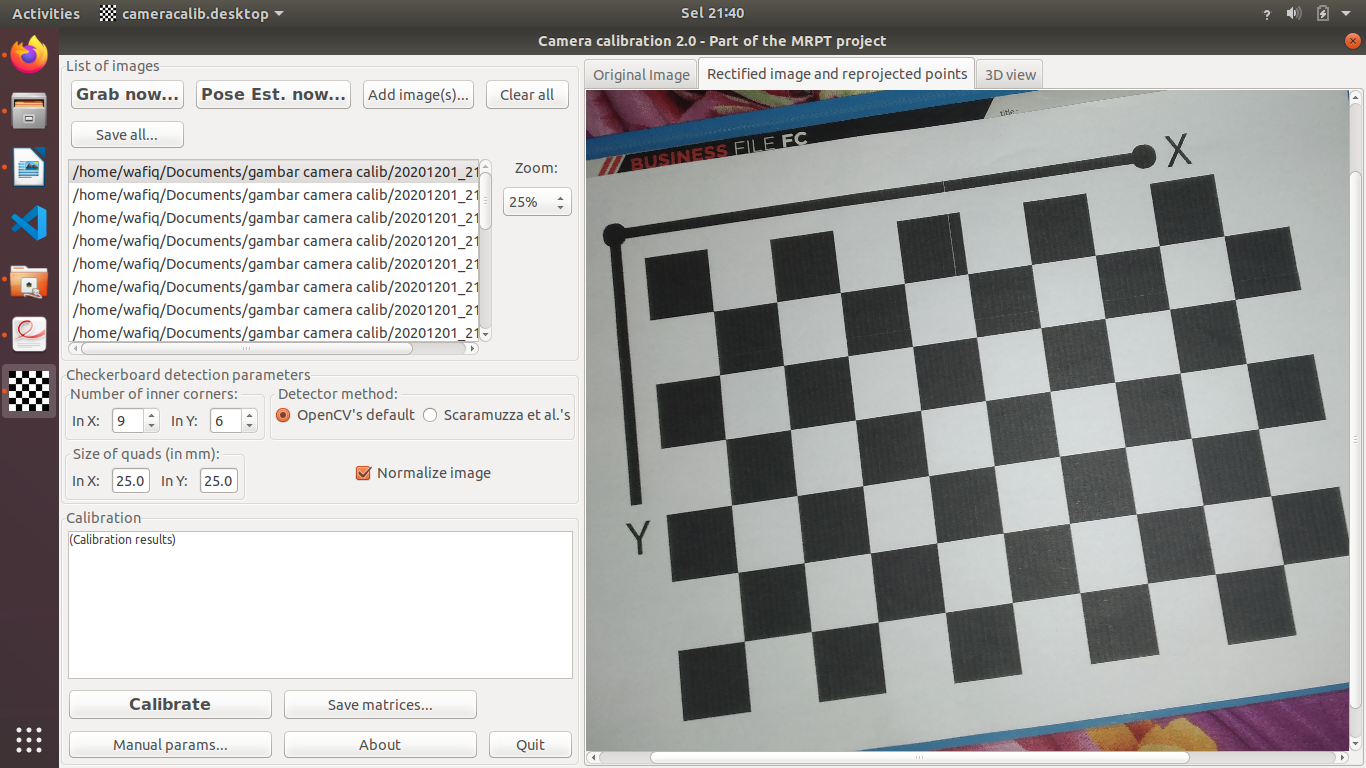 Activities
cameracalib.desktop
Sel 21:40
?
Camera calibration 2.0 - Part of the MRPT project
List of images
Grab now...
Pose Est. now...
Add image(s)...
Clear all
Save all...
/home/wafiq/Documents/gambar camera calib/20201201_21
/home/wafiq/Documents/gambar camera calib/20201201_21
/home/wafiq/Documents/gambar camera calib/20201201_21
/home/wafiq/Documents/gambar camera calib/20201201_21
/home/wafiq/Documents/gambar camera calib/20201201_21
/home/wafiq/Documents/gambar camera calib/20201201_21
/home/wafiq/Documents/gambar camera calib/20201201_21
/home/wafiq/Documents/gambar camera calib/20201201_21
Zoom:
25%
Checkerboard detection parameters
Number of inner corners:
In X: 9 In Y: 6
Detector method:
OpenCV's default Scaramuzza et al.'s
Size of quads (in mm):
In X: 25.0 In Y: 25.0
Normalize image
Calibration
(Calibration results)
Calibrate
Save matrices...
Manual params...
About
Quit
Original Image
Rectified image and reprojected points
3D view
title :
BUSINESS FILE FC
X
Y